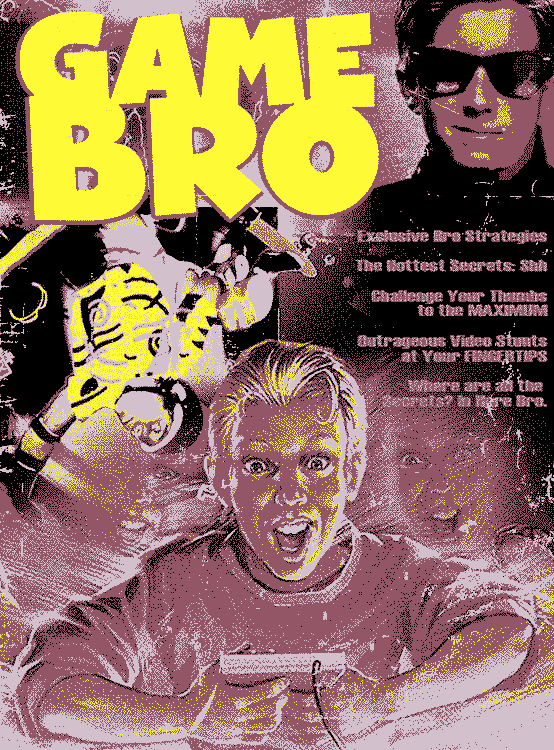 GAME
BRO
Exclusive Bro Strategies
The Hottest Secrets: Shh
Challenge Your Thumbs
to the MAXIMUM
Outrageous Video Stunts
at Your FINGERTIPS
Where are all the
Secrets? In Here Bro.